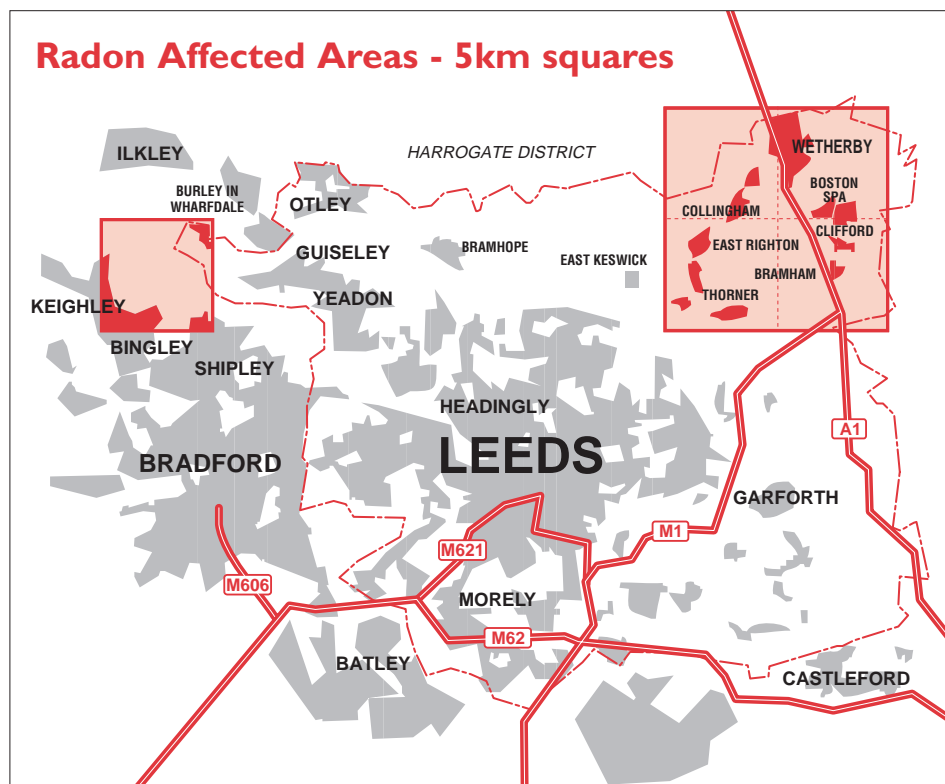 Radon Affected Areas - 5km squares
ILKLEY
HARROGATE DISTRICT
WETHERBY
BURLEY IN
WHARFDALE
OTLEY
BOSTON
SPA
COLLINGHAM
CLIFFORD
GUISELEY
BRAMHOPE
EAST RIGHTON
EAST KESWICK
BRAMHAM
KEIGHLEY
YEADON
THORNER
BINGLEY
SHIPLEY
HEADINGLY
A1
BRADFORD
LEEDS
GARFORTH
M1
M621
M606
MORELY
M62
BATLEY
CASTLEFORD